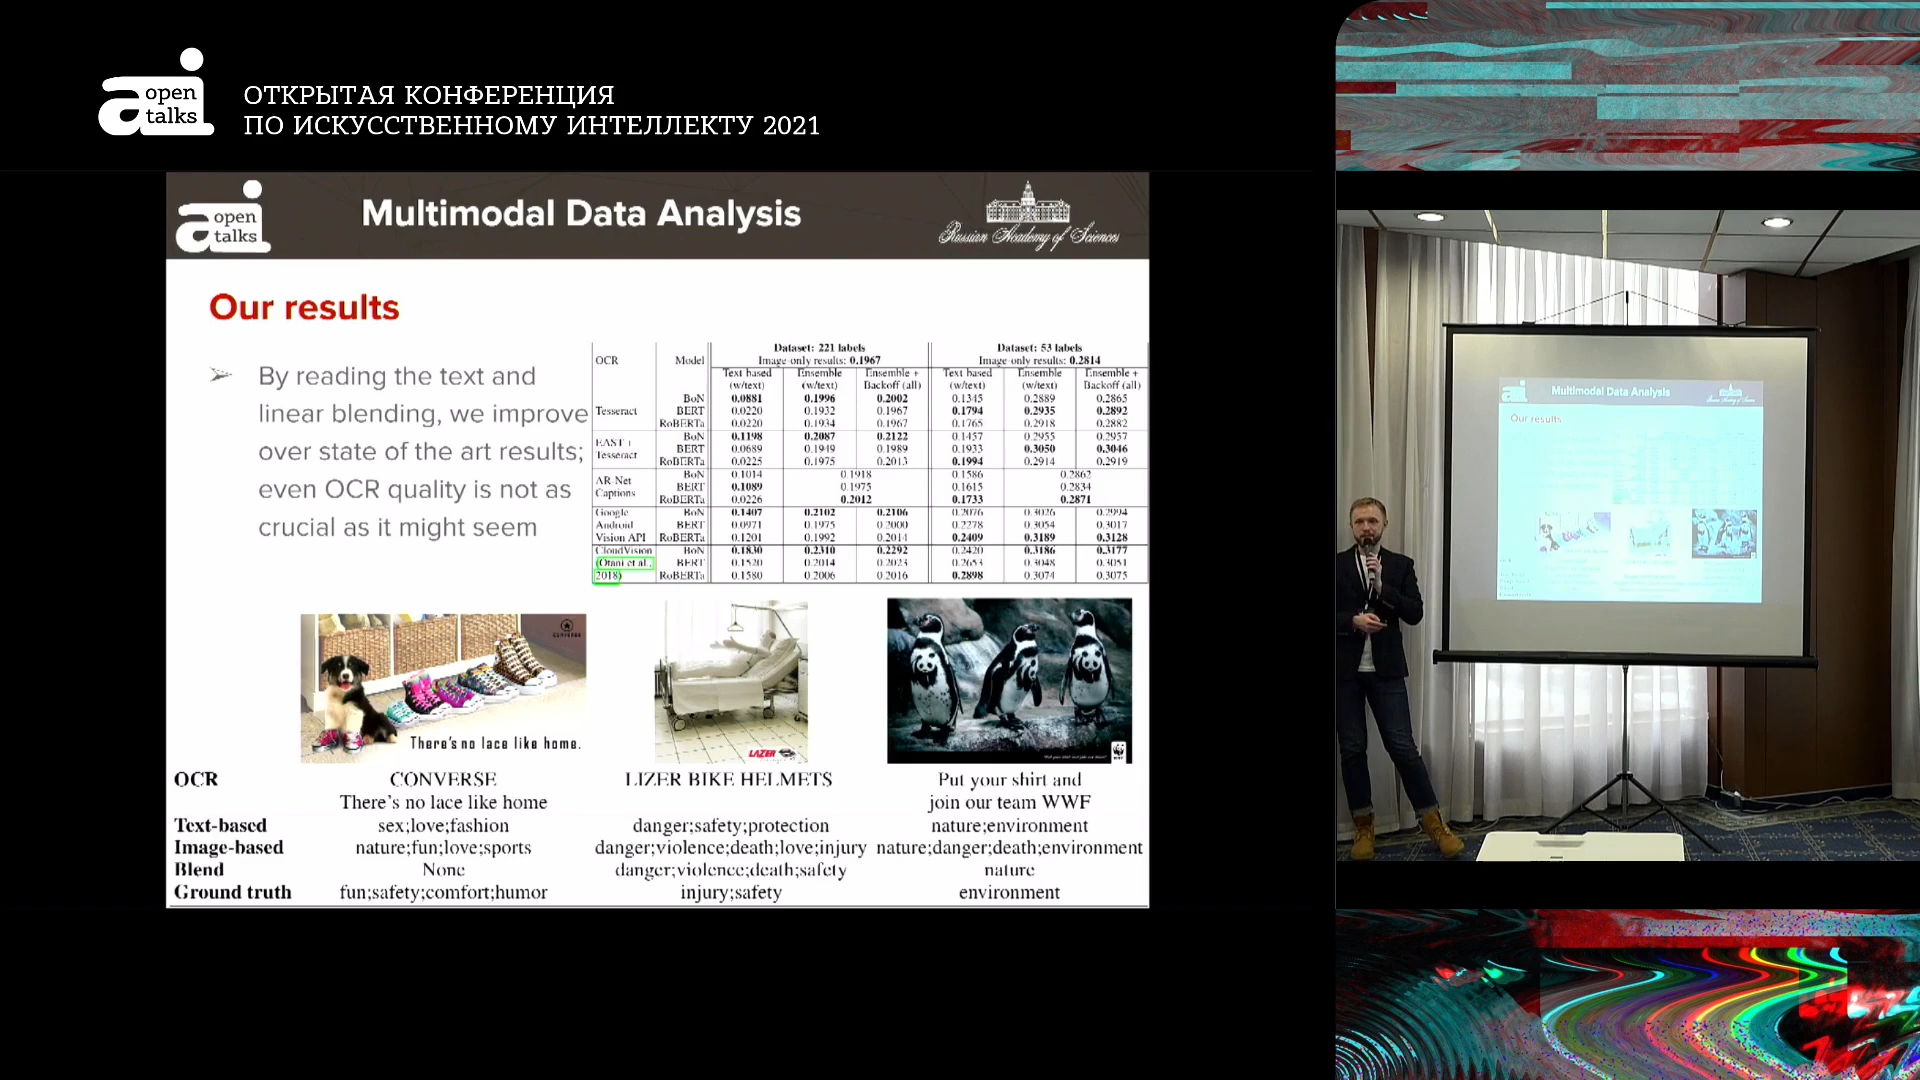 open
talks
ОТКРЫТАЯ КОНФЕРЕНЦИЯ
ПО ИСКУССТВЕННОМУ ИНТЕЛЛЕКТУ 2021
open
talks
Multimodal Data Analysis
Russian Academy of Sciences
Our results
➢ By reading the text and
linear blending, we improve
over state of the art results;
even OCR quality is not as
crucial as it might seem
Dataset: 221 labels Dataset: 53 labels
OCR Model Image-only results: 0.1967 Image-only results: 0.2814
Text based Ensemble Ensemble + Text based Ensemble Ensemble +
(w/text) (w/text) Backoff (all) (w/text) (w/text) Backoff (all)
BoN 0.0881 0.1996 0.2002 0.1345 0.2889 0.2865
Tesseract BERT 0.0220 0.1932 0.1967 0.1794 0.2935 0.2892
RoBERTa 0.0220 0.1934 0.1967 0.1765 0.2918 0.2882
EAST + BoN 0.1198 0.2087 0.2122 0.1457 0.2955 0.2957
Tesseract BERT 0.0689 0.1949 0.1989 0.1933 0.3050 0.3046
RoBERTa 0.0225 0.1975 0.2013 0.1994 0.2914 0.2919
AR-Net BoN 0.1014 0.1918 0.1586 0.2862
Captions BERT 0.1089 0.1975 0.1615 0.2834
RoBERTa 0.0226 0.2012 0.1733 0.2871
Google BoN 0.1407 0.2102 0.2106 0.2076 0.3026 0.2994
Android BERT 0.0971 0.1975 0.2000 0.2278 0.3054 0.3017
Vision API RoBERTa 0.1201 0.1992 0.2014 0.2409 0.3189 0.3128
CloudVision BoN 0.1830 0.2310 0.2292 0.2420 0.3186 0.3177
(Otani et al., BERT 0.1520 0.2014 0.2023 0.2653 0.3048 0.3051
2018) RoBERTa 0.1580 0.2006 0.2016 0.2898 0.3074 0.3075
CONVERSE
There's no lace like home.
LAZER
WWF
OCR CONVERSE LIZER BIKE HELMETS Put your shirt and
There's no lace like home join our team WWF
Text-based sex;love;fashion danger;safety;protection nature;environment
Image-based nature;fun;love;sports danger;violence;death;love;injury nature;danger;death;environment
Blend None danger;violence;death;safety nature
Ground truth fun;safety;comfort;humor injury;safety environment
Multimodal Data Analysis
Our results